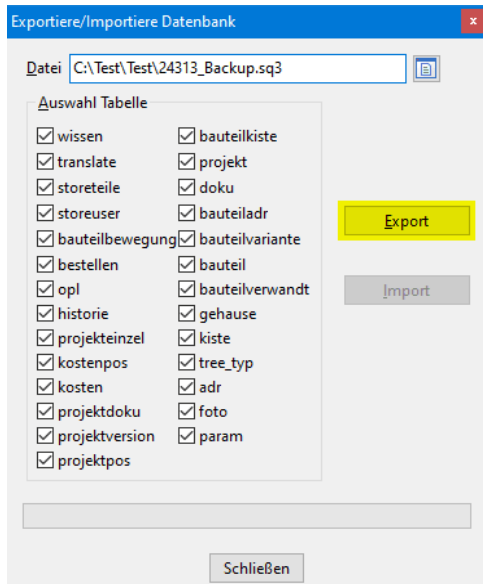 Exportiere/Importiere Datenbank x
Datei C:\Test\Test\24313_Backup.sq3
Auswahl Tabelle
wissen bauteilkiste
translate projekt
storeteile doku
storeuser bauteiladr
bauteilbewegung bauteilvariante
bestellen bauteil
opl bauteilverwandt
historie gehause
projekteinzel kiste
kostenpos tree_typ
kosten adr
projektdoku foto
projektversion param
projektpos
Export
Import
Schließen